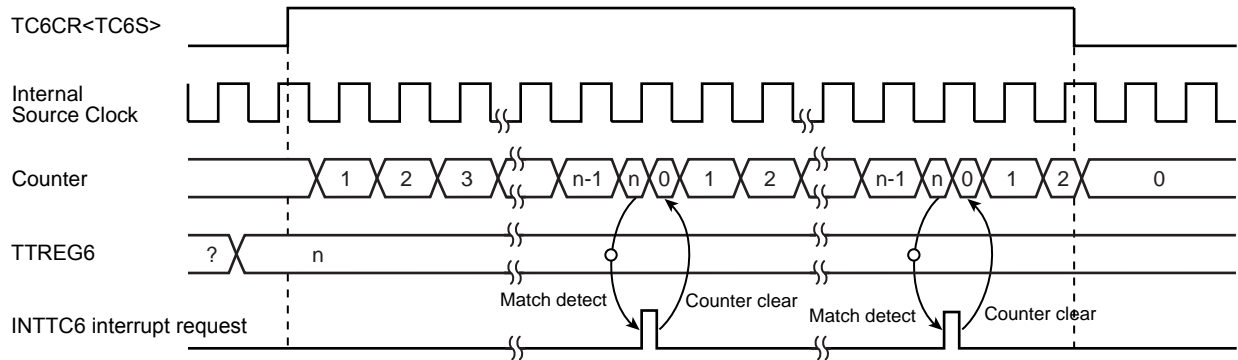 TC6CR<TC6S>
Internal
Source Clock
Counter
1 2 3 n-1 n 0 1 2 n-1 n 0 1 2 0
TTREG6
? n
Match detect Counter clear Match detect Counter clear
INTTC6 interrupt request